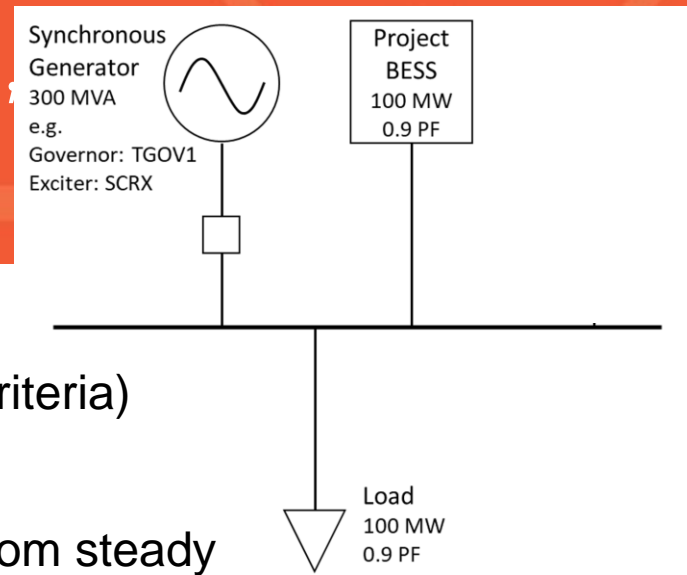 Synchronous
Generator
300 MVA
e.g.
Governor: TGOV1
Exciter: SCRX
Project
BESS
100 MW
0.9 PF
riteria)
om steady
Load
100 MW
0.9 PF